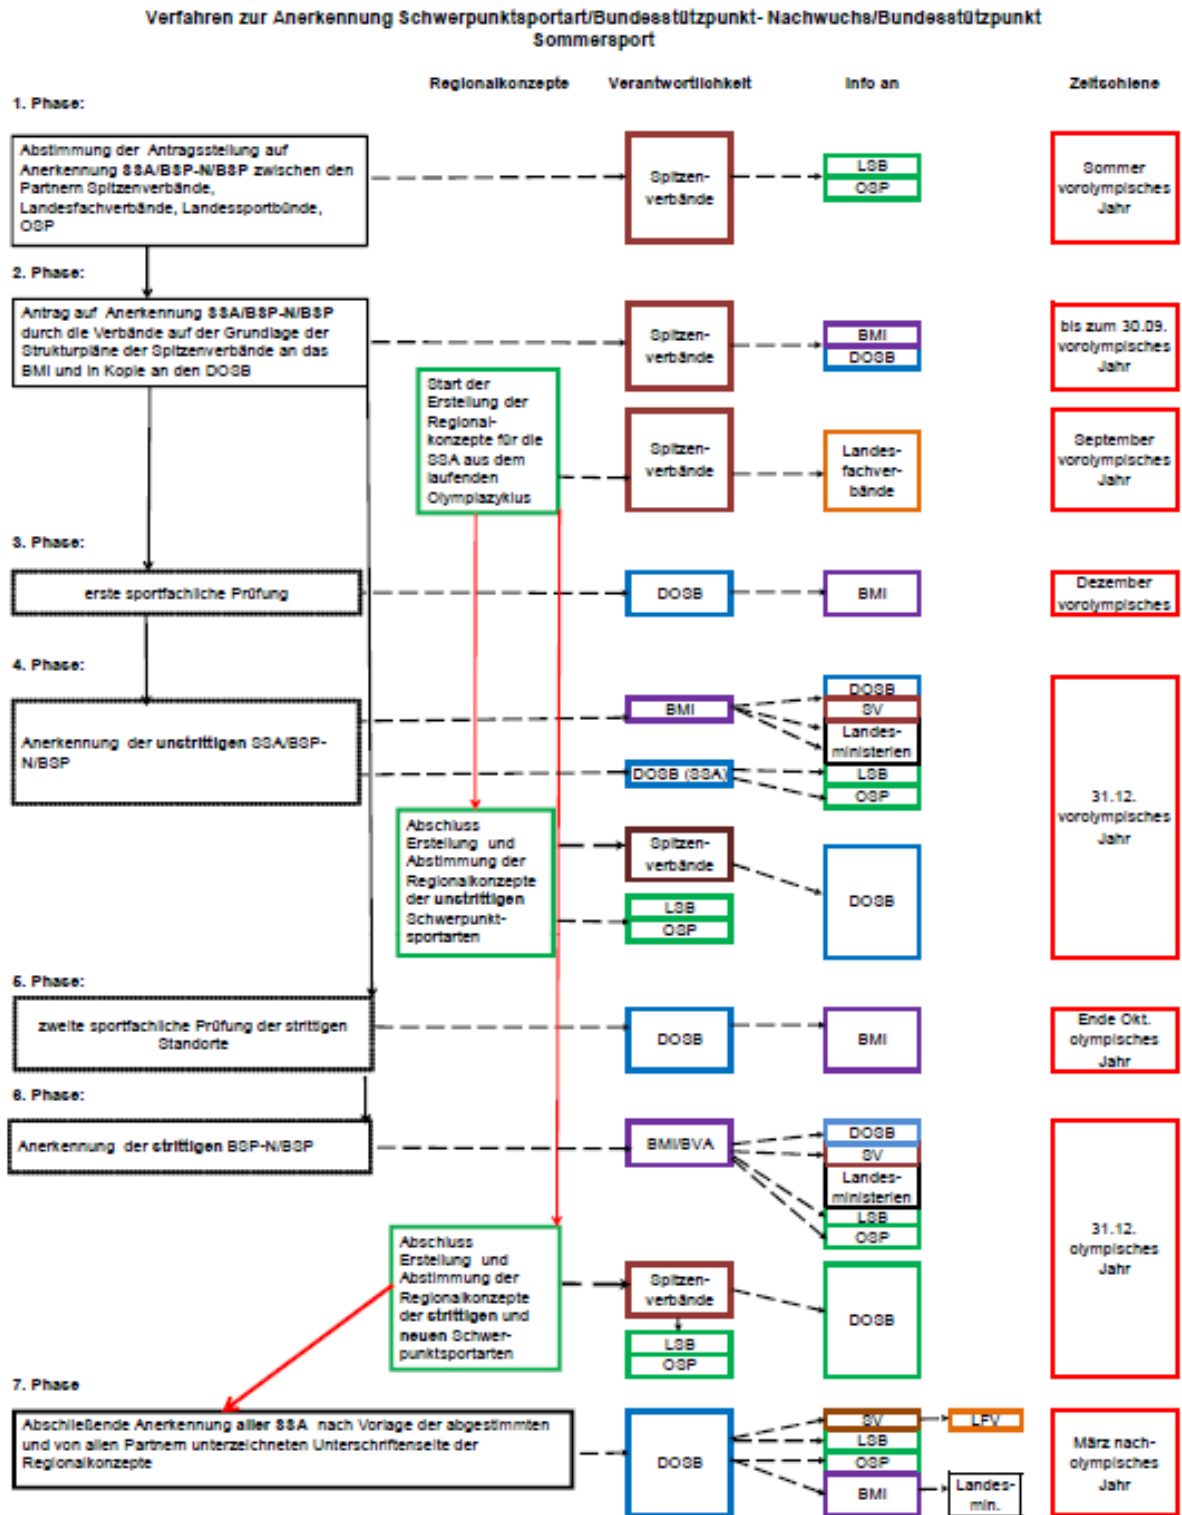 Verfahren zur Anerkennung Schwerpunktsportart/Bundesstützpunkt- Nachwuchs/Bundesstützpunkt
Sommersport
Regionalkonzepte
Verantwortlichkeit
Info an
Zeitschiene
1. Phase:
Abstimmung der Antragsstellung auf
Anerkennung SSA/BSP-N/BSP zwischen den
Partnern Spitzenverbände,
Landesfachverbände, Landessportbünde,
OSP
Spitzen-
verbände
LSB
OSP
Sommer
vorolympisches
Jahr
2. Phase:
Antrag auf Anerkennung SSA/BSP-N/BSP
durch die Verbände auf der Grundlage der
Strukturpläne der Spitzenverbände an das
BMI und in Kopie an den DOSB
Spitzen-
verbände
BMI
DOSB
bis zum 30.09.
vorolympisches
Jahr
Start der
Erstellung der
Regional-
konzepte für die
SSA aus dem
laufenden
Olympiazyklus
Spitzen-
verbände
Landes-
fachver-
bände
September
vorolympisches
Jahr
3. Phase:
erste sportfachliche Prüfung
DOSB
BMI
Dezember
vorolympisches
4. Phase:
Anerkennung der unstrittigen SSA/BSP-
N/BSP
BMI
DOSB
SV
Landes-
ministerien
DOSB (SSA)
LSB
OSP
31.12.
vorolympisches
Jahr
Abschluss
Erstellung und
Abstimmung der
Regionalkonzepte
der unstrittigen
Schwerpunkt-
sportarten
Spitzen-
verbände
LSB
OSP
DOSB
5. Phase:
zweite sportfachliche Prüfung der strittigen
Standorte
DOSB
BMI
Ende Okt.
olympisches
Jahr
6. Phase:
Anerkennung der strittigen BSP-N/BSP
BMI/BVA
DOSB
SV
Landes-
ministerien
LSB
OSP
31.12.
olympisches
Jahr
Abschluss
Erstellung und
Abstimmung der
Regionalkonzepte
der strittigen und
neuen Schwer-
punktsportarten
Spitzen-
verbände
LSB
OSP
DOSB
7. Phase
Abschließende Anerkennung aller SSA nach Vorlage der abgestimmten
und von allen Partnern unterzeichneten Unterschriftenseite der
Regionalkonzepte
DOSB
SV
LFV
LSB
OSP
BMI
Landes-
min.
März nach-
olympisches
Jahr